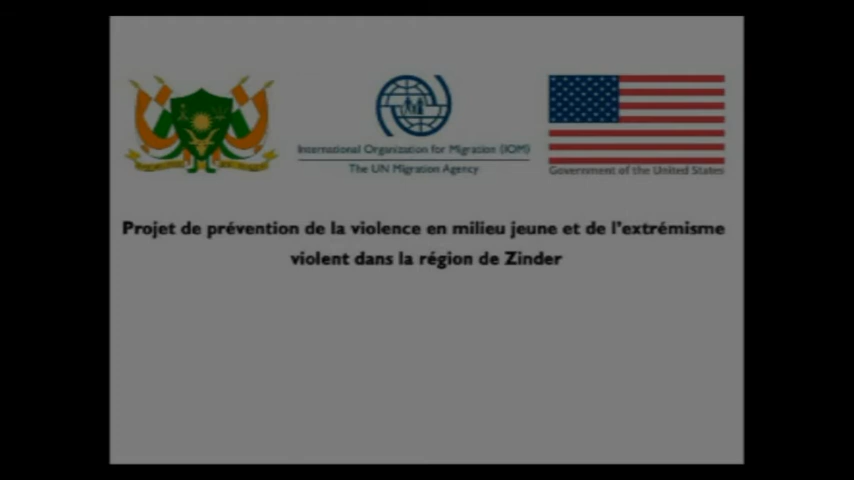 International Organization for Migration (IOM)
The UN Migration Agency
Government of the United States
Projet de prévention de la violence en milieu jeune et de l'extrémisme
violent dans la région de Zinder